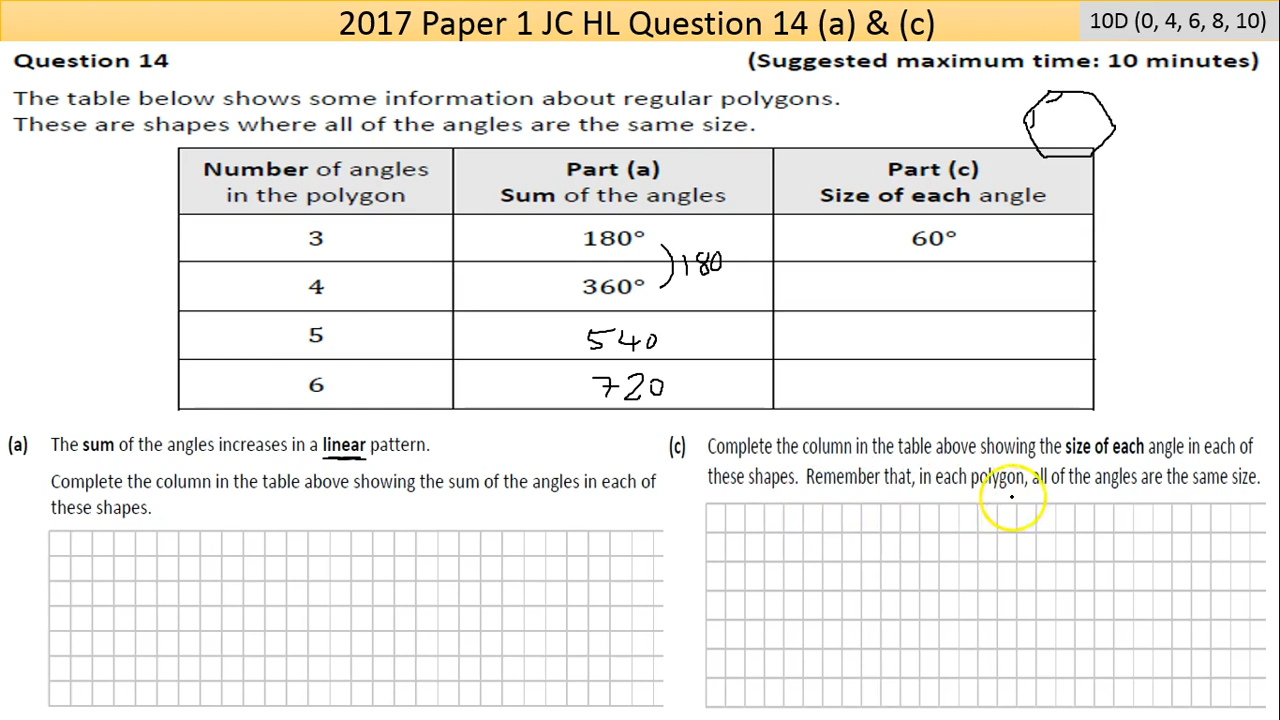 2017 Paper 1 JC HL Question 14 (a) & (c)
10D (0, 4, 6, 8, 10)
Question 14
(Suggested maximum time: 10 minutes)
The table below shows some information about regular polygons.
These are shapes where all of the angles are the same size.
Number of angles
in the polygon
Part (a)
Sum of the angles
Part (c)
Size of each angle
3
180°
60°
180
4
360°
5
540
6
720
(a) The sum of the angles increases in a linear pattern.
Complete the column in the table above showing the sum of the angles in each of
these shapes.
(c) Complete the column in the table above showing the size of each angle in each of
these shapes. Remember that, in each polygon, all of the angles are the same size.